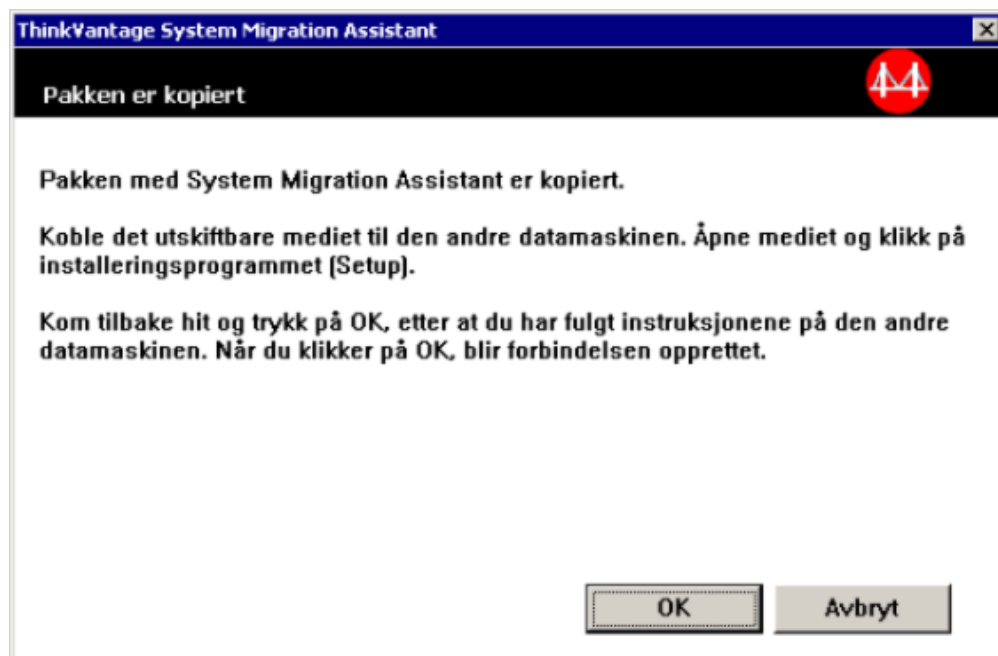 ThinkVantage System Migration Assistant
Pakken er kopiert
Pakken med System Migration Assistant er kopiert.
Koble det utskiftbare mediet til den andre datamaskinen. Åpne mediet og klikk på
installeringsprogrammet (Setup).
Kom tilbake hit og trykk på OK, etter at du har fulgt instruksjonene på den andre
datamaskinen. Når du klikker på OK, blir forbindelsen opprettet.
OK
Avbryt